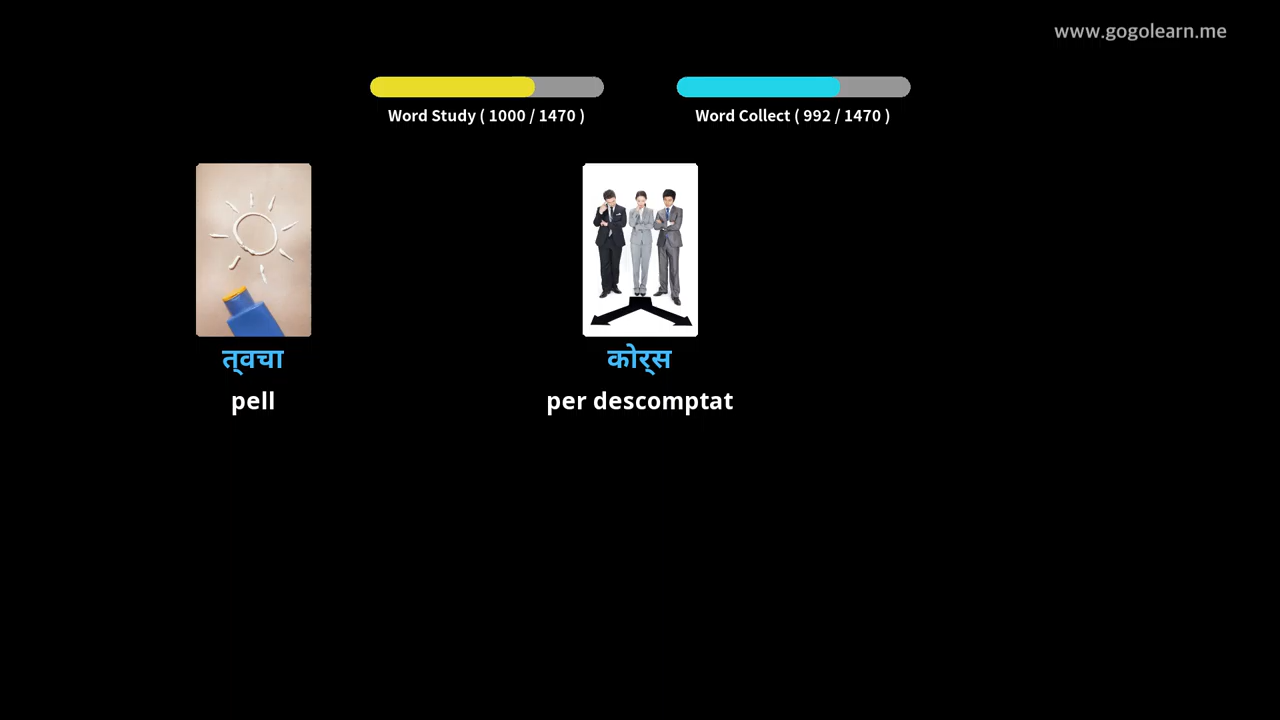 www.gogolearn.me
Word Study ( 1000 / 1470 )
Word Collect ( 992 / 1470 )
त्वचा
pell
कोर्स
per descomptat